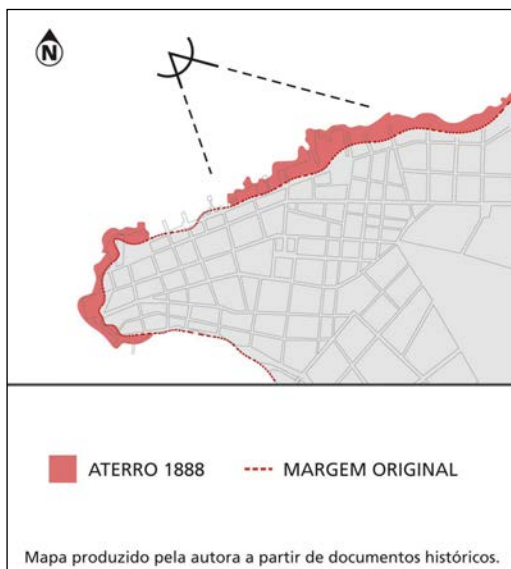 N
ATERRO 1888
MARGEM ORIGINAL
Mapa produzido pela autora a partir de documentos históricos.